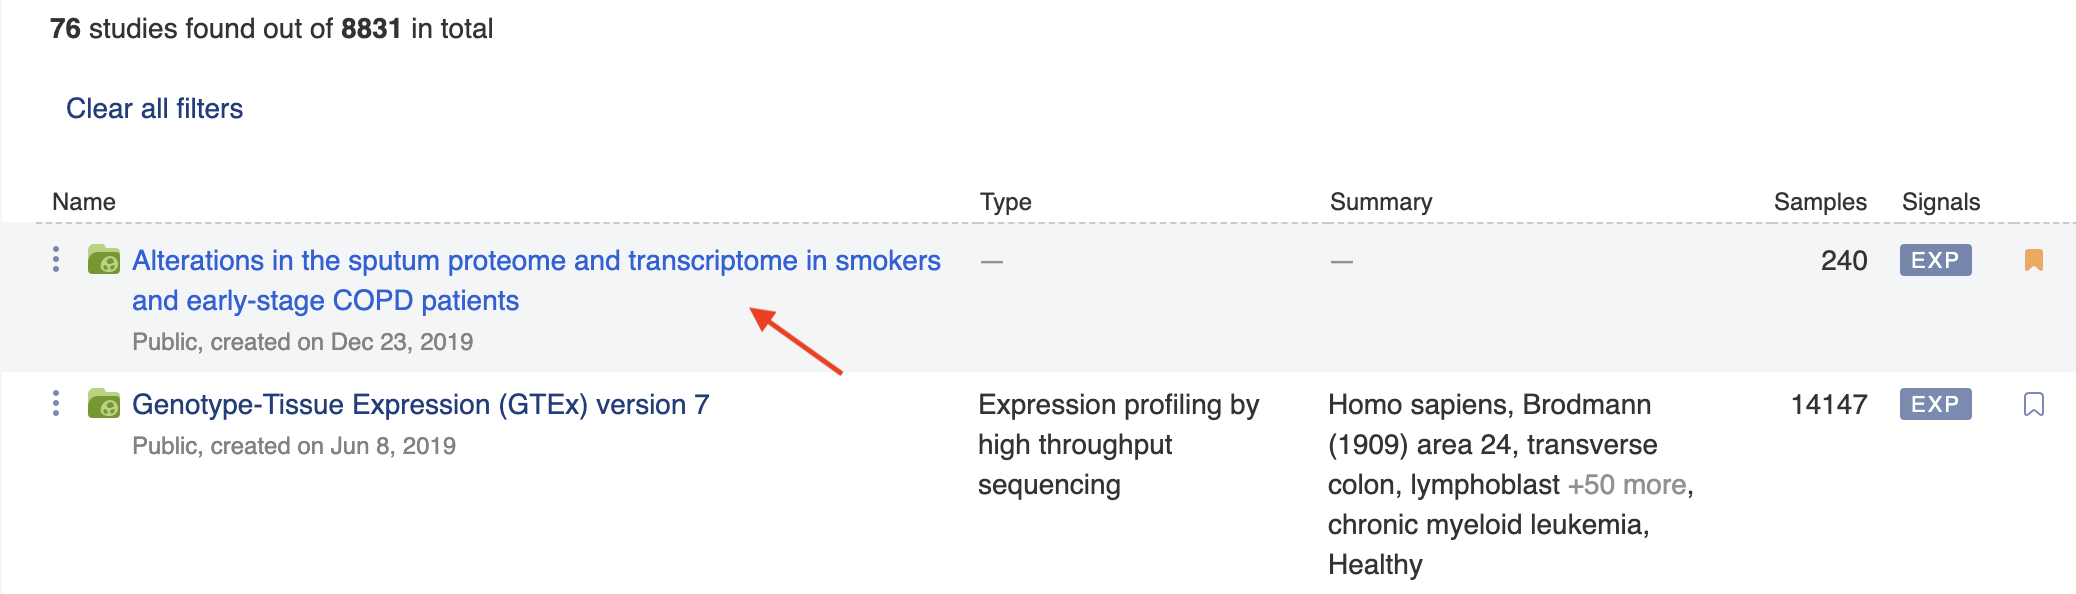 76 studies found out of 8831 in total
Clear all filters
Name Type Summary Samples Signals
Alterations in the sputum proteome and transcriptome in smokers
and early-stage COPD patients
Public, created on Dec 23, 2019
— — 240 EXP
Genotype-Tissue Expression (GTEx) version 7
Public, created on Jun 8, 2019
Expression profiling by
high throughput
sequencing
Homo sapiens, Brodmann
(1909) area 24, transverse
colon, lymphoblast +50 more,
chronic myeloid leukemia,
Healthy
14147 EXP